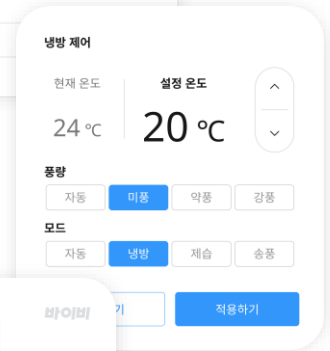 냉방 제어
현재 온도 설정 온도
24 ℃ 20 ℃
풍량
자동 미풍 약풍 강풍
모드
자동 냉방 제습 송풍
기 적용하기
바이비